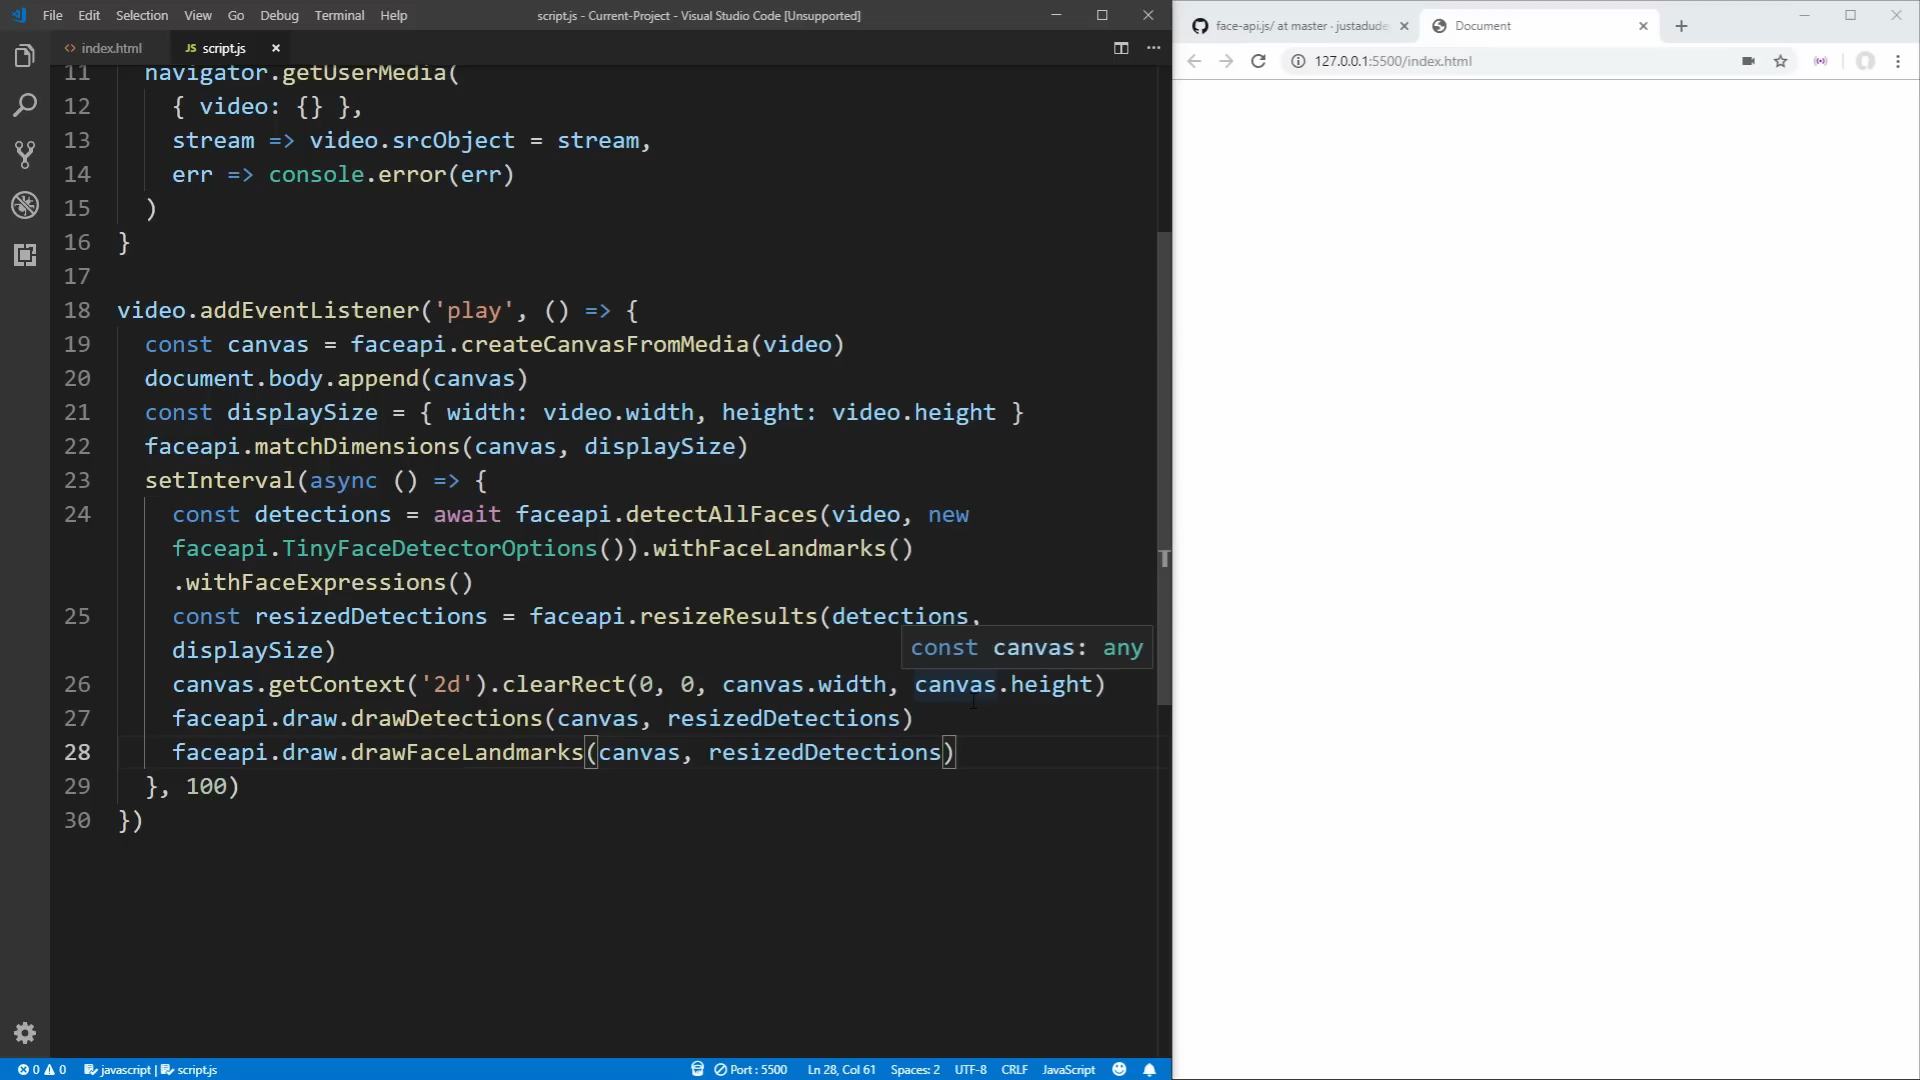 File Edit Selection View Go Debug Terminal Help
script.js - Current-Project - Visual Studio Code [Unsupported]
<> index.html
JS script.js
11 navigator.getUserMedia(
12 { video: {} },
13 stream => video.srcObject = stream,
14 err => console.error(err)
15 )
16 }
17
18 video.addEventListener('play', () => {
19 const canvas = faceapi.createCanvasFromMedia(video)
20 document.body.append(canvas)
21 const displaySize = { width: video.width, height: video.height }
22 faceapi.matchDimensions(canvas, displaySize)
23 setInterval(async () => {
24 const detections = await faceapi.detectAllFaces(video, new
faceapi.TinyFaceDetectorOptions()).withFaceLandmarks()
.withFaceExpressions()
25 const resizedDetections = faceapi.resizeResults(detections,
displaySize)
const canvas: any
26 canvas.getContext('2d').clearRect(0, 0, canvas.width, canvas.height)
27 faceapi.draw.drawDetections(canvas, resizedDetections)
28 faceapi.draw.drawFaceLandmarks(canvas, resizedDetections)
29 }, 100)
30 })
0 0 javascript | script.js
Port : 5500 Ln 28, Col 61 Spaces: 2 UTF-8 CRLF JavaScript
face-api.js/ at master · justadude
Document
127.0.0.1:5500/index.html